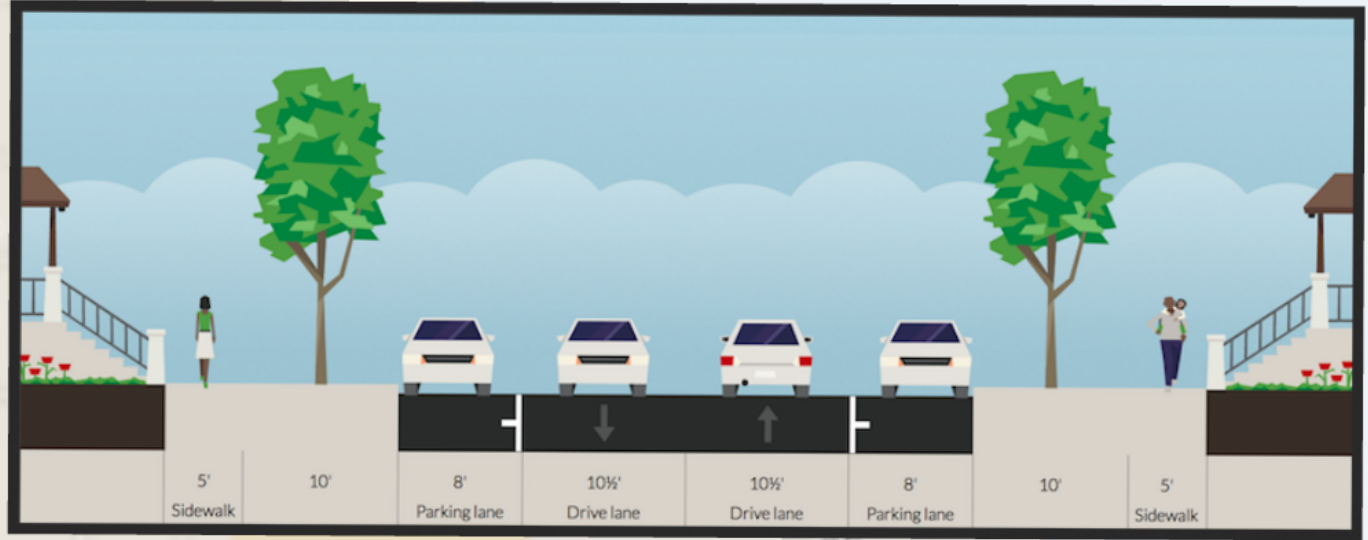 5'
Sidewalk
10'
8'
Parking lane
10½'
Drive lane
10½'
Drive lane
8'
Parking lane
10'
5'
Sidewalk